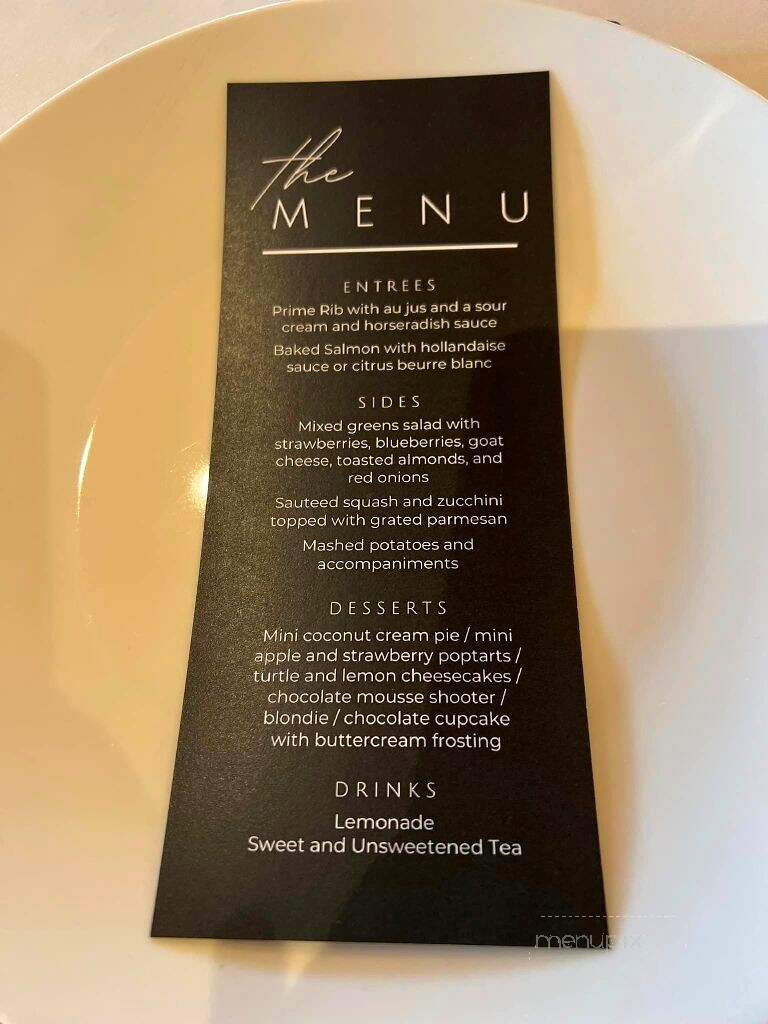 the
MENU
ENTREES
Prime Rib with au jus and a sour
cream and horseradish sauce
Baked Salmon with hollandaise
sauce or citrus beurre blanc
SIDES
Mixed greens salad with
strawberries, blueberries, goat
cheese, toasted almonds, and
red onions
Sauteed squash and zucchini
topped with grated parmesan
Mashed potatoes and
accompaniments
DESSERTS
Mini coconut cream pie / mini
apple and strawberry poptarts /
turtle and lemon cheesecakes /
chocolate mousse shooter /
blondie / chocolate cupcake
with buttercream frosting
DRINKS
Lemonade
Sweet and Unsweetened Tea
menupix